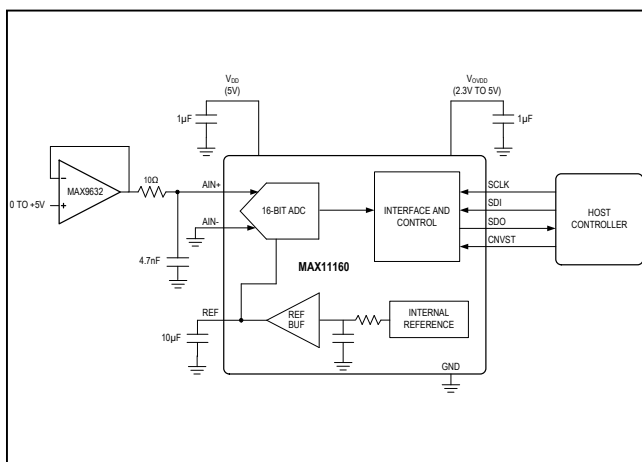 VDD
(5V)
VOVDD
(2.3V TO 5V)
1µF
1µF
MAX9632
10Ω
AIN+
0 TO +5V
AIN-
16-BIT ADC
INTERFACE AND
CONTROL
SCLK
SDI
SDO
CNVST
HOST
CONTROLLER
4.7nF
MAX11160
REF
REF
BUF
INTERNAL
REFERENCE
10µF
GND